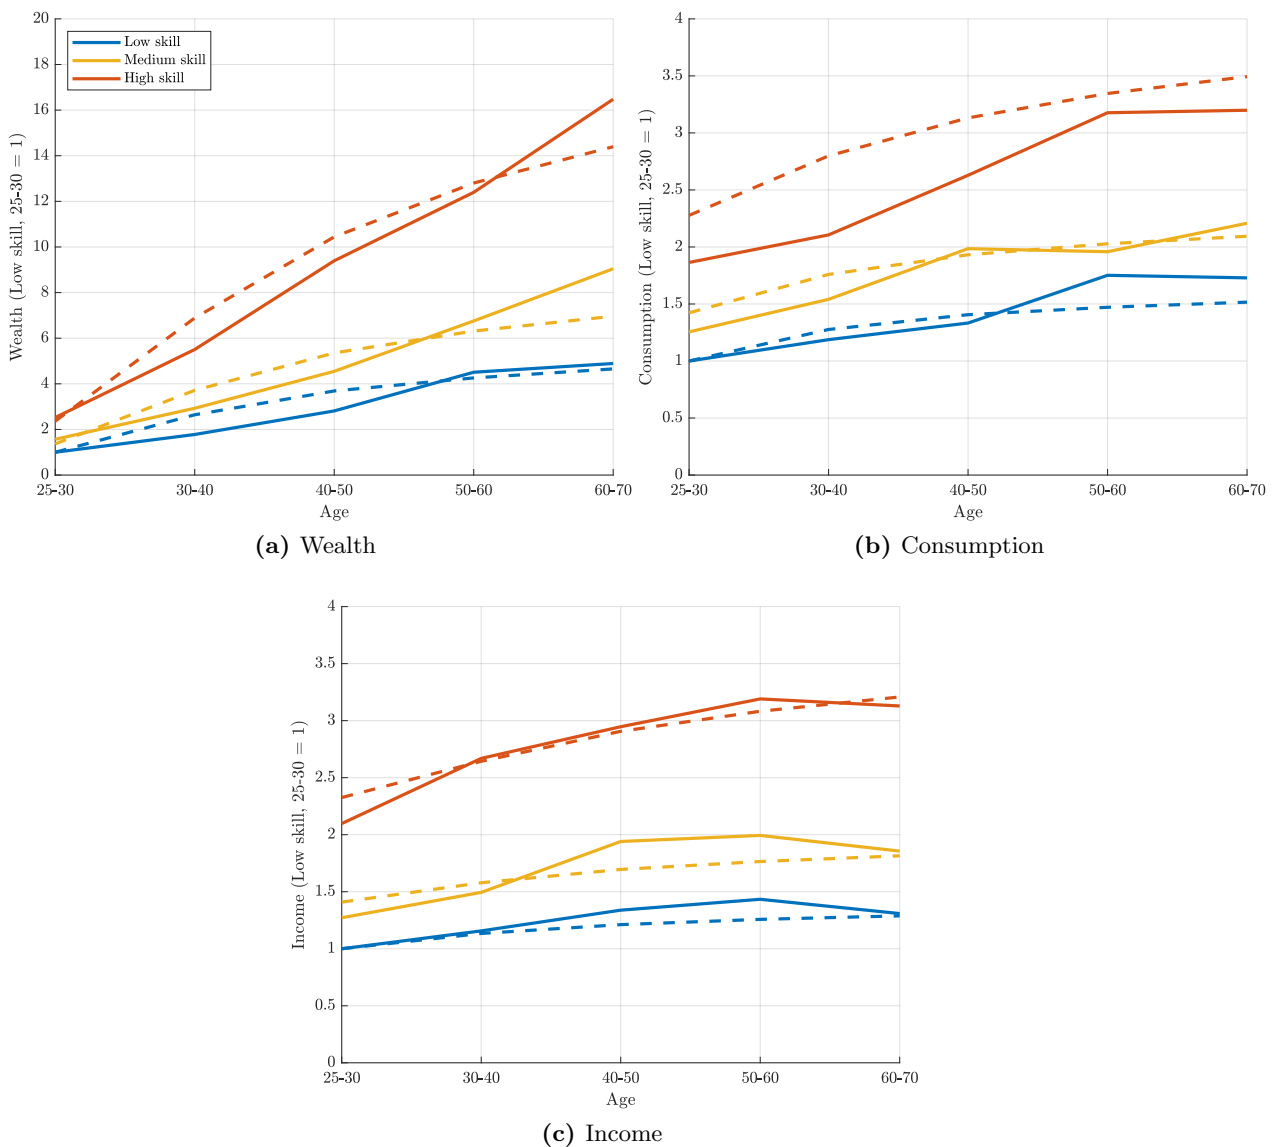 20
18
16
14
12
10
8
6
4
2
0
Wealth (Low skill, 25-30 = 1)
Low skill
Medium skill
High skill
25-30 30-40 40-50 50-60 60-70
Age
(a) Wealth
4
3.5
3
2.5
2
1.5
1
0.5
0
Consumption (Low skill, 25-30 = 1)
25-30 30-40 40-50 50-60 60-70
Age
(b) Consumption
4
3.5
3
2.5
2
1.5
1
0.5
0
Income (Low skill, 25-30 = 1)
25-30 30-40 40-50 50-60 60-70
Age
(c) Income